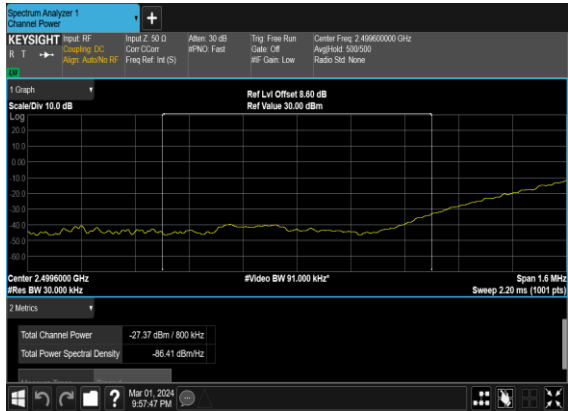 Spectrum Analyzer 1
Channel Power
+
KEYSIGHT
R T
LXI
Input: RF
Coupling: DC
Align: Auto/No RF
Input Z: 50 Ω
Corr CCorr
Freq Ref: Int (S)
Atten: 30 dB
#PNO: Fast
Trig: Free Run
Gate: Off
#IF Gain: Low
Center Freq: 2.499600000 GHz
Avg|Hold: 500/500
Radio Std: None
1 Graph
Scale/Div 10.0 dB
Ref Lvl Offset 8.60 dB
Ref Value 30.00 dBm
Log
20.0
10.0
0.00
-10.0
-20.0
-30.0
-40.0
-50.0
-60.0
Center 2.4996000 GHz
#Res BW 30.000 kHz
#Video BW 91.000 kHz*
Span 1.6 MHz
Sweep 2.20 ms (1001 pts)
2 Metrics
Total Channel Power -27.37 dBm / 800 kHz
Total Power Spectral Density -86.41 dBm/Hz
?
Mar 01, 2024
9:57:47 PM